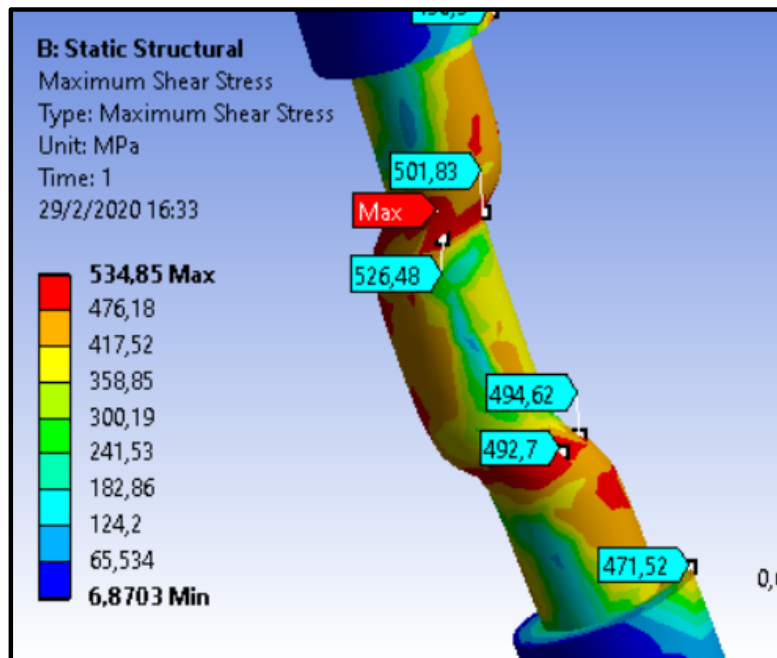 B: Static Structural
Maximum Shear Stress
Type: Maximum Shear Stress
Unit: MPa
Time: 1
29/2/2020 16:33
501,83
Max
526,48
534,85 Max
476,18
417,52
358,85
300,19
241,53
182,86
124,2
65,534
6,8703 Min
494,62
492,7
471,52